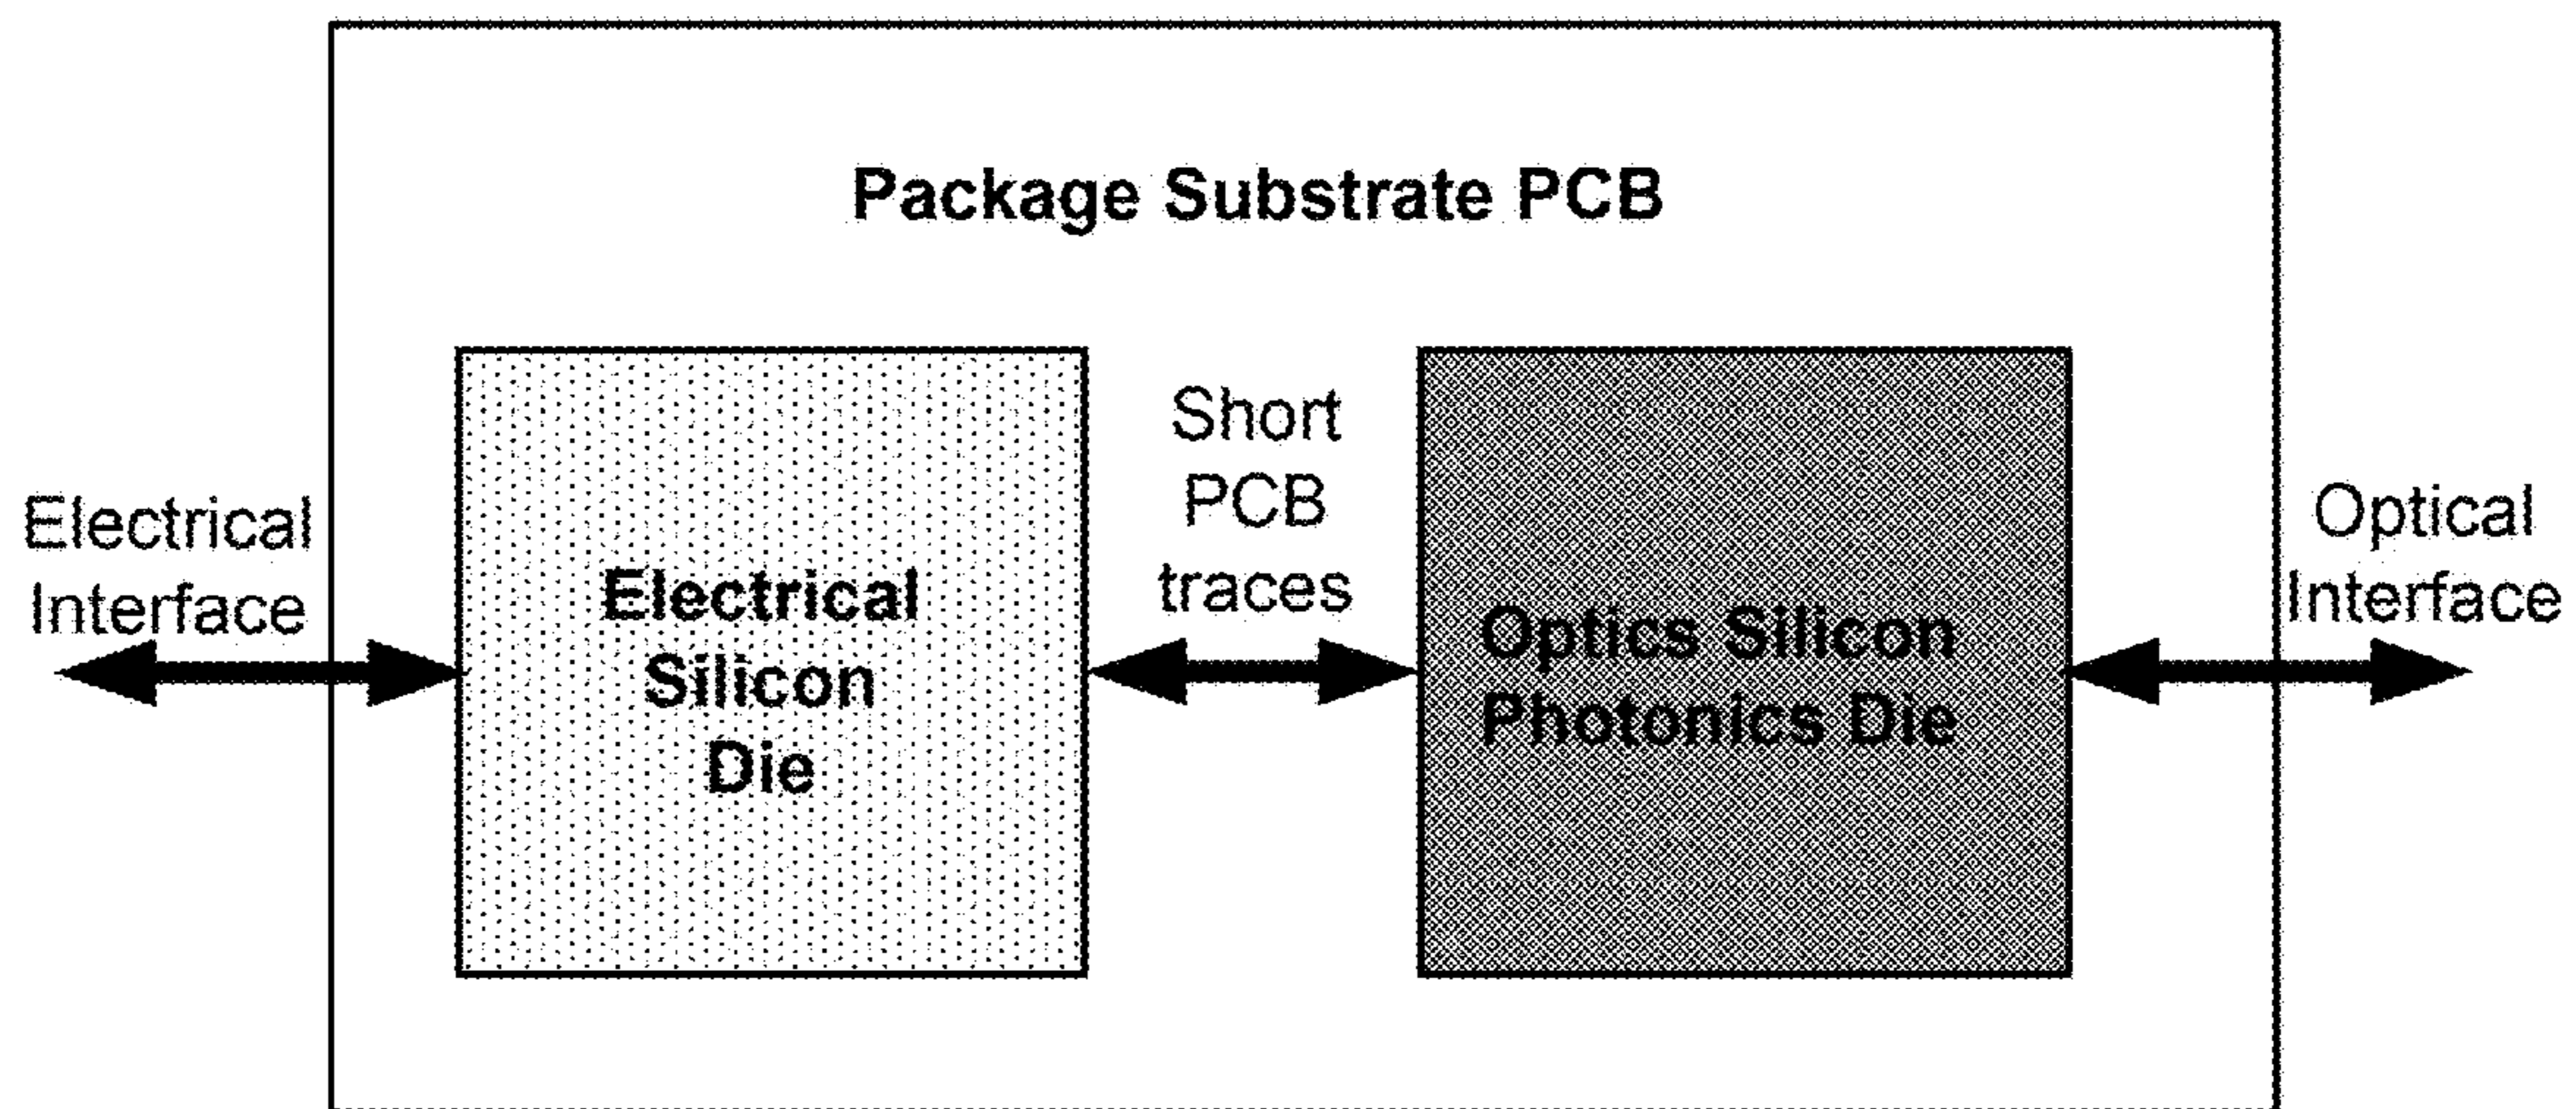 Package Substrate PCB
Electrical
Interface
Electrical
Silicon
Die
Short
PCB
traces
Optics Silicon
Photonics Die
Optical
Interface